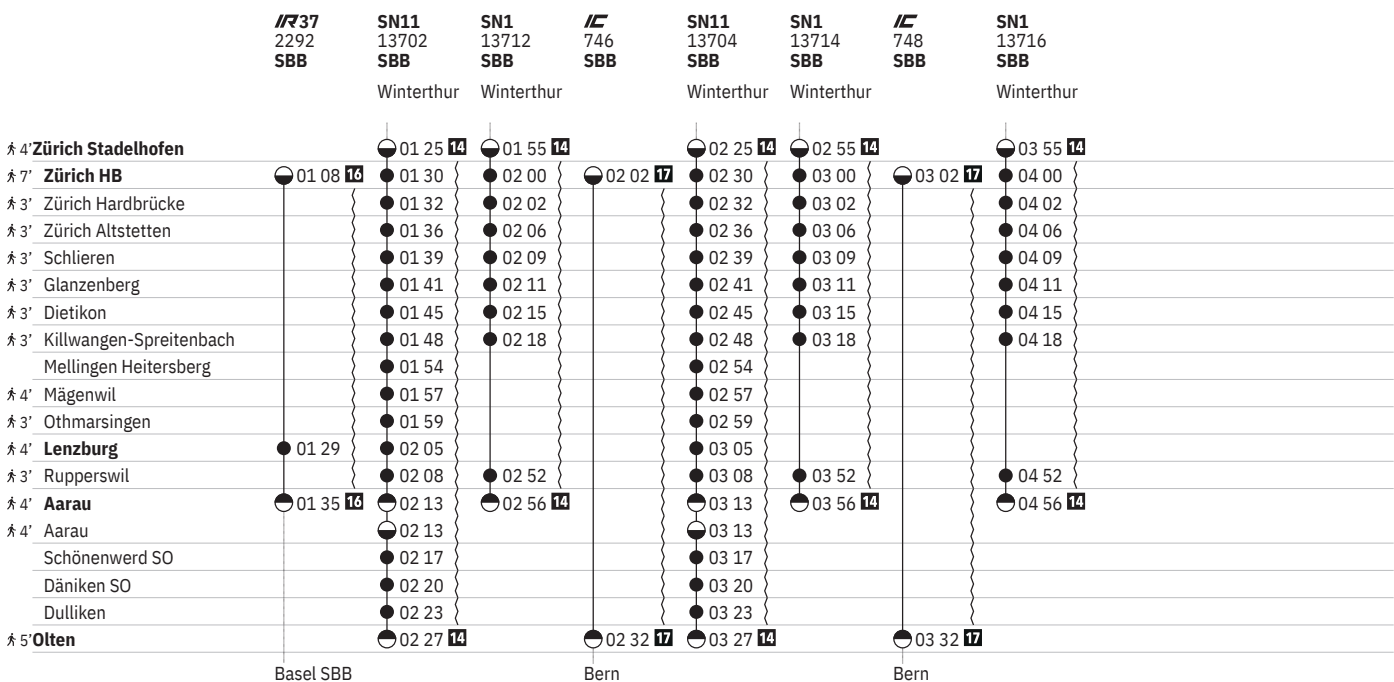 IR37 SN11 SN1 IC SN11 SN1 IC SN1
2292 13702 13712 746 13704 13714 748 13716
SBB SBB SBB SBB SBB SBB SBB SBB
Winterthur Winterthur Winterthur Winterthur Winterthur
4' Zürich Stadelhofen 01 25 14 01 55 14 02 25 14 02 55 14 03 55 14
7' Zürich HB 01 08 16 01 30 02 00 02 02 17 02 30 03 00 03 02 17 04 00
3' Zürich Hardbrücke 01 32 02 02 02 32 03 02 04 02
3' Zürich Altstetten 01 36 02 06 02 36 03 06 04 06
3' Schlieren 01 39 02 09 02 39 03 09 04 09
3' Glanzenberg 01 41 02 11 02 41 03 11 04 11
3' Dietikon 01 45 02 15 02 45 03 15 04 15
3' Killwangen-Spreitenbach 01 48 02 18 02 48 03 18 04 18
Mellingen Heitersberg 01 54 02 54
4' Mägenwil 01 57 02 57
3' Othmarsingen 01 59 02 59
4' Lenzburg 01 29 02 05 03 05
3' Rupperswil 02 08 02 52 03 08 03 52 04 52
4' Aarau 01 35 16 02 13 02 56 14 03 13 03 56 14 04 56 14
4' Aarau 02 13 03 13
Schönenwerd SO 02 17 03 17
Däniken SO 02 20 03 20
Dulliken 02 23 03 23
5' Olten 02 27 14 02 32 17 03 27 14 03 32 17
Basel SBB Bern Bern